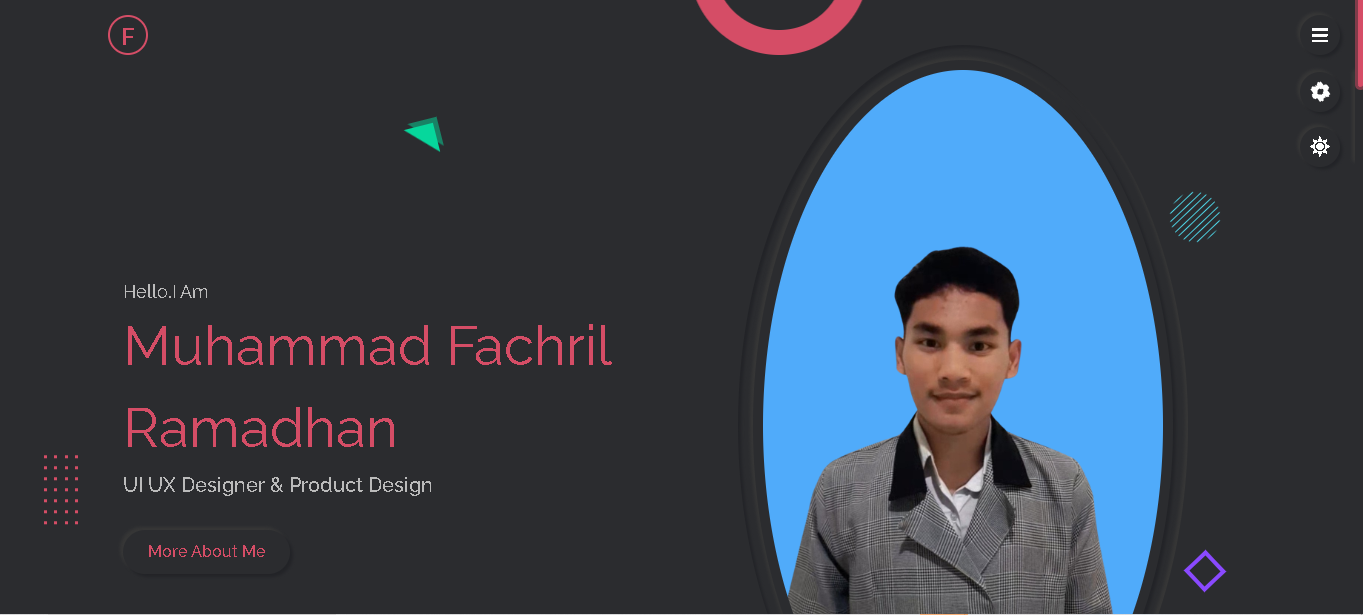 F
Hello.I Am
Muhammad Fachril
Ramadhan
UI UX Designer & Product Design
More About Me